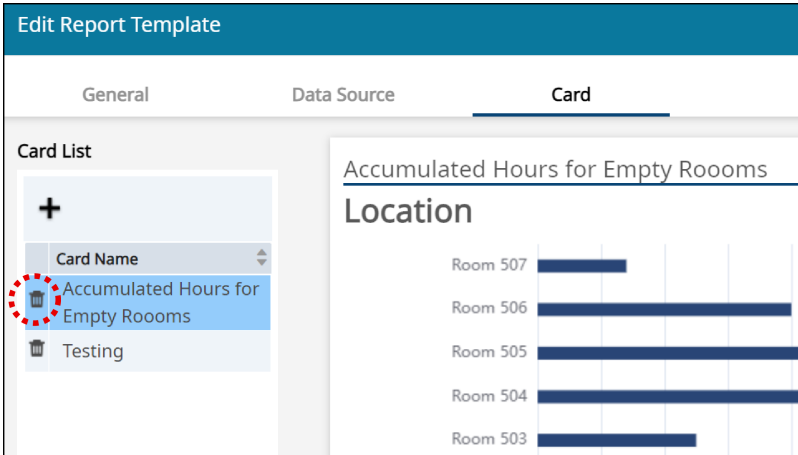 Edit Report Template
General
Data Source
Card
Card List
Accumulated Hours for Empty Roooms
Location
Card Name
Accumulated Hours for
Empty Roooms
Testing
Room 507
Room 506
Room 505
Room 504
Room 503